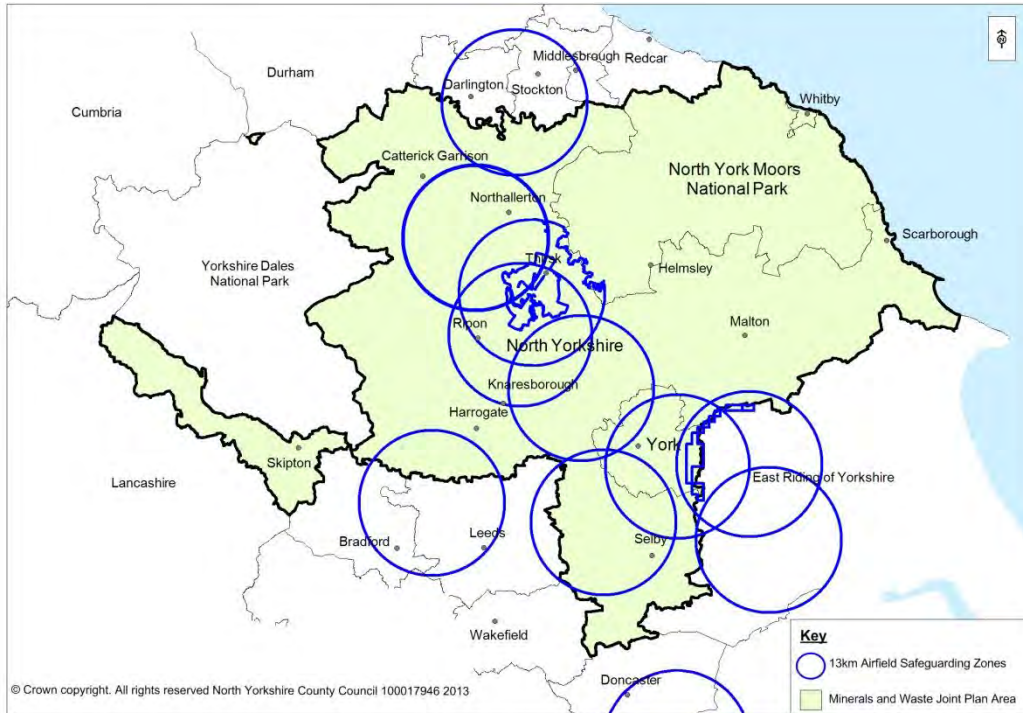 Redcar
Middlesbrough
Durham
Stockton
Darlington
Cumbria
Whitby
Catterick Garrison
North York Moors
National Park
Northallerton
Scarborough
Yorkshire Dales
National Park
Thirsk
Helmsley
Malton
Ripon
North Yorkshire
Knaresborough
Harrogate
York
Skipton
East Riding of Yorkshire
Lancashire
Bradford
Leeds
Selby
Wakefield
Doncaster
Key
13km Airfield Safeguarding Zones
Minerals and Waste Joint Plan Area
© Crown copyright. All rights reserved North Yorkshire County Council 100017946 2013